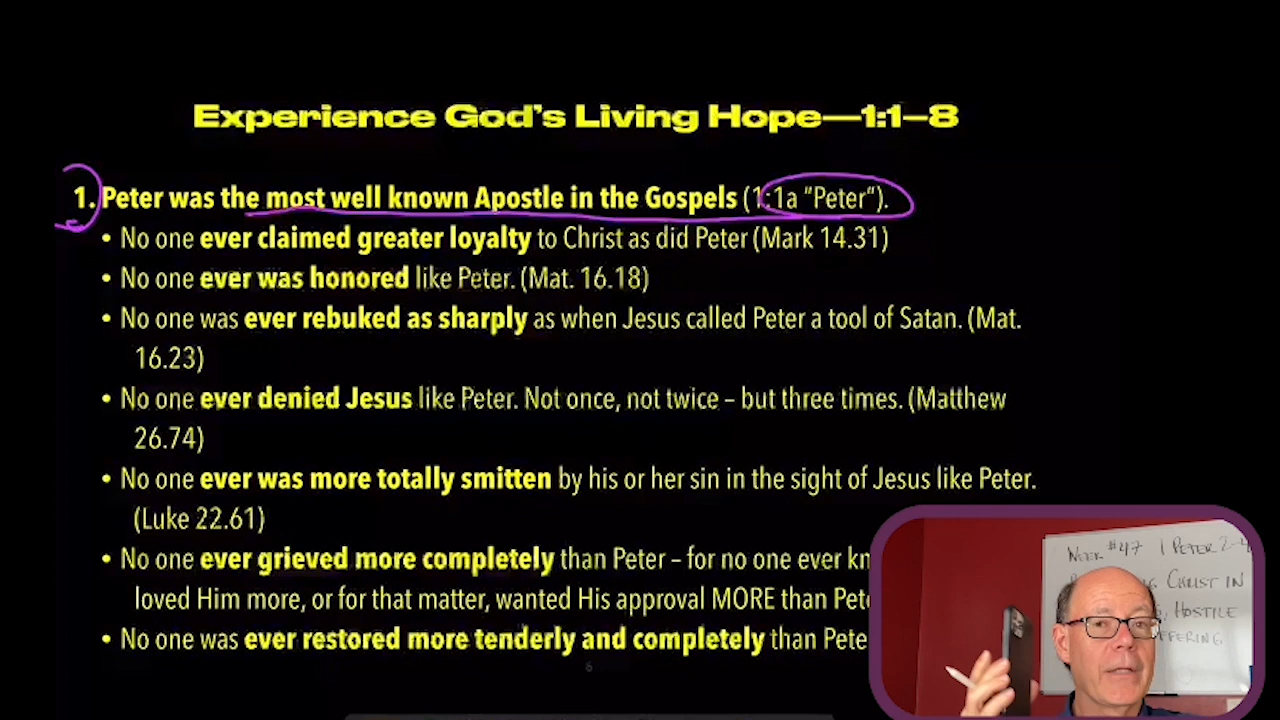 Experience God's Living Hope—1:1–8
1. Peter was the most well known Apostle in the Gospels (1:1a "Peter").
• No one ever claimed greater loyalty to Christ as did Peter (Mark 14.31)
• No one ever was honored like Peter. (Mat. 16.18)
• No one was ever rebuked as sharply as when Jesus called Peter a tool of Satan. (Mat.
16.23)
• No one ever denied Jesus like Peter. Not once, not twice – but three times. (Matthew
26.74)
• No one ever was more totally smitten by his or her sin in the sight of Jesus like Peter.
(Luke 22.61)
• No one ever grieved more completely than Peter – for no one ever kn
loved Him more, or for that matter, wanted His approval MORE than Pet
• No one was ever restored more tenderly and completely than Pete
6
WEEK #47 1 PETER 2-
CHRIST IN
HOSTILE